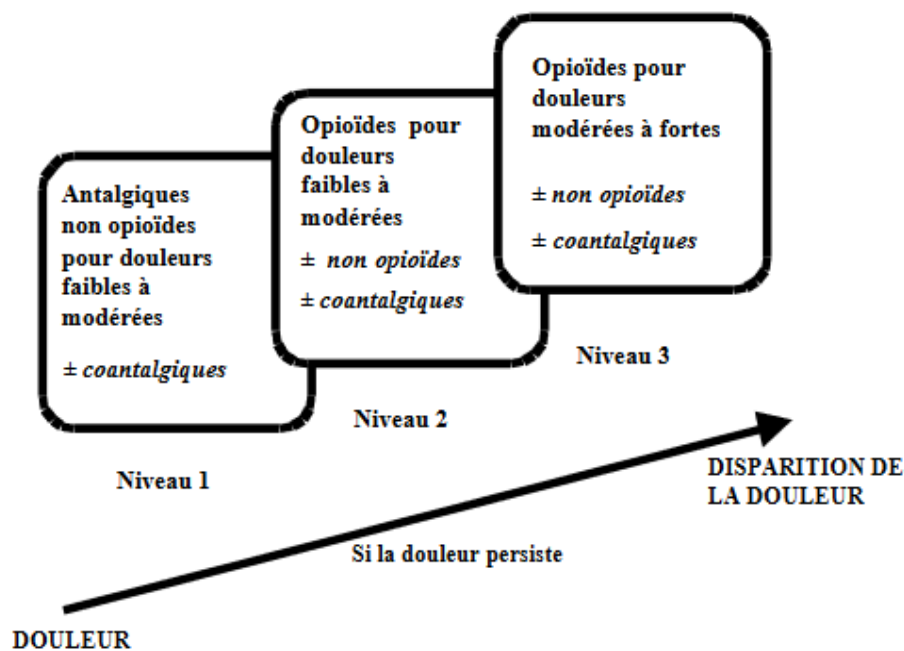 Antalgiques
non opioïdes
pour douleurs
faibles à
modérées
± coantalgiques
Niveau 1
Opioïdes pour
douleurs
faibles à
modérées
± non opioïdes
± coantalgiques
Niveau 2
Opioïdes pour
douleurs
modérées à fortes
± non opioïdes
± coantalgiques
Niveau 3
DISPARITION DE
LA DOULEUR
Si la douleur persiste
DOULEUR